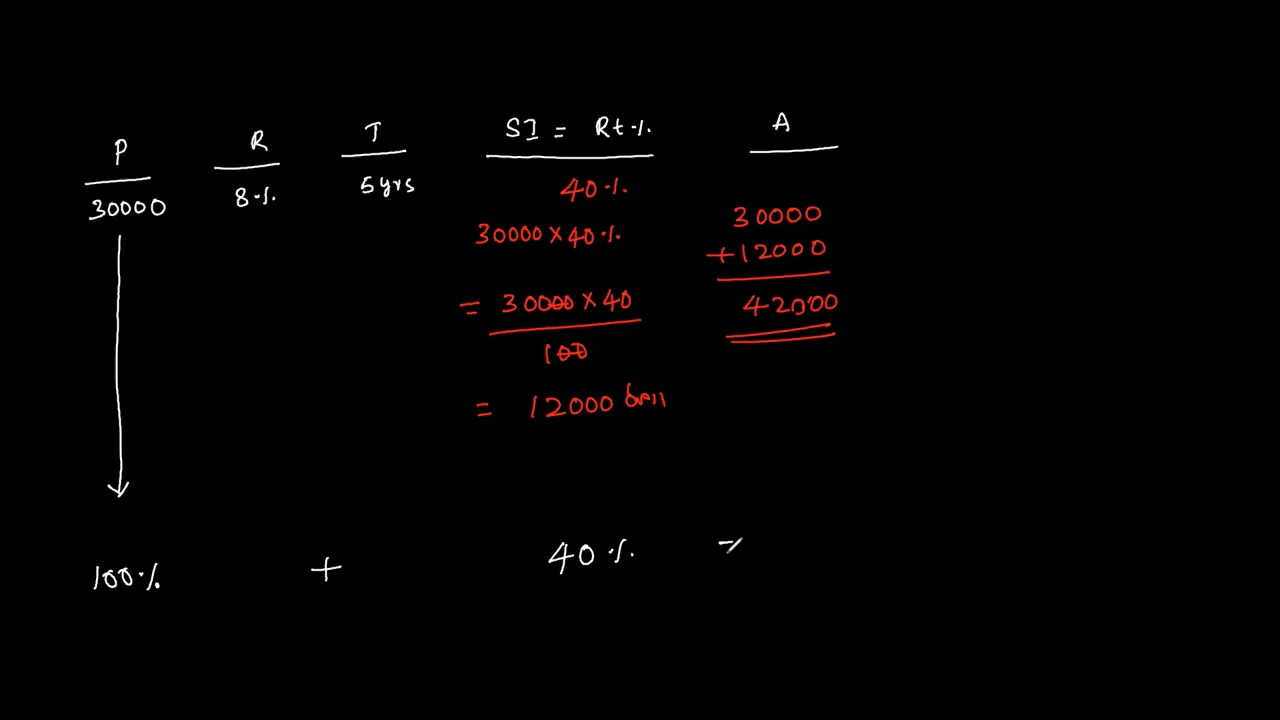 P R T SI = Rt% A
30000 8% 5yrs 40%
30000 × 40% 30000
+12000
= 30000 × 40 42000
100
= 12000
100% + 40% =